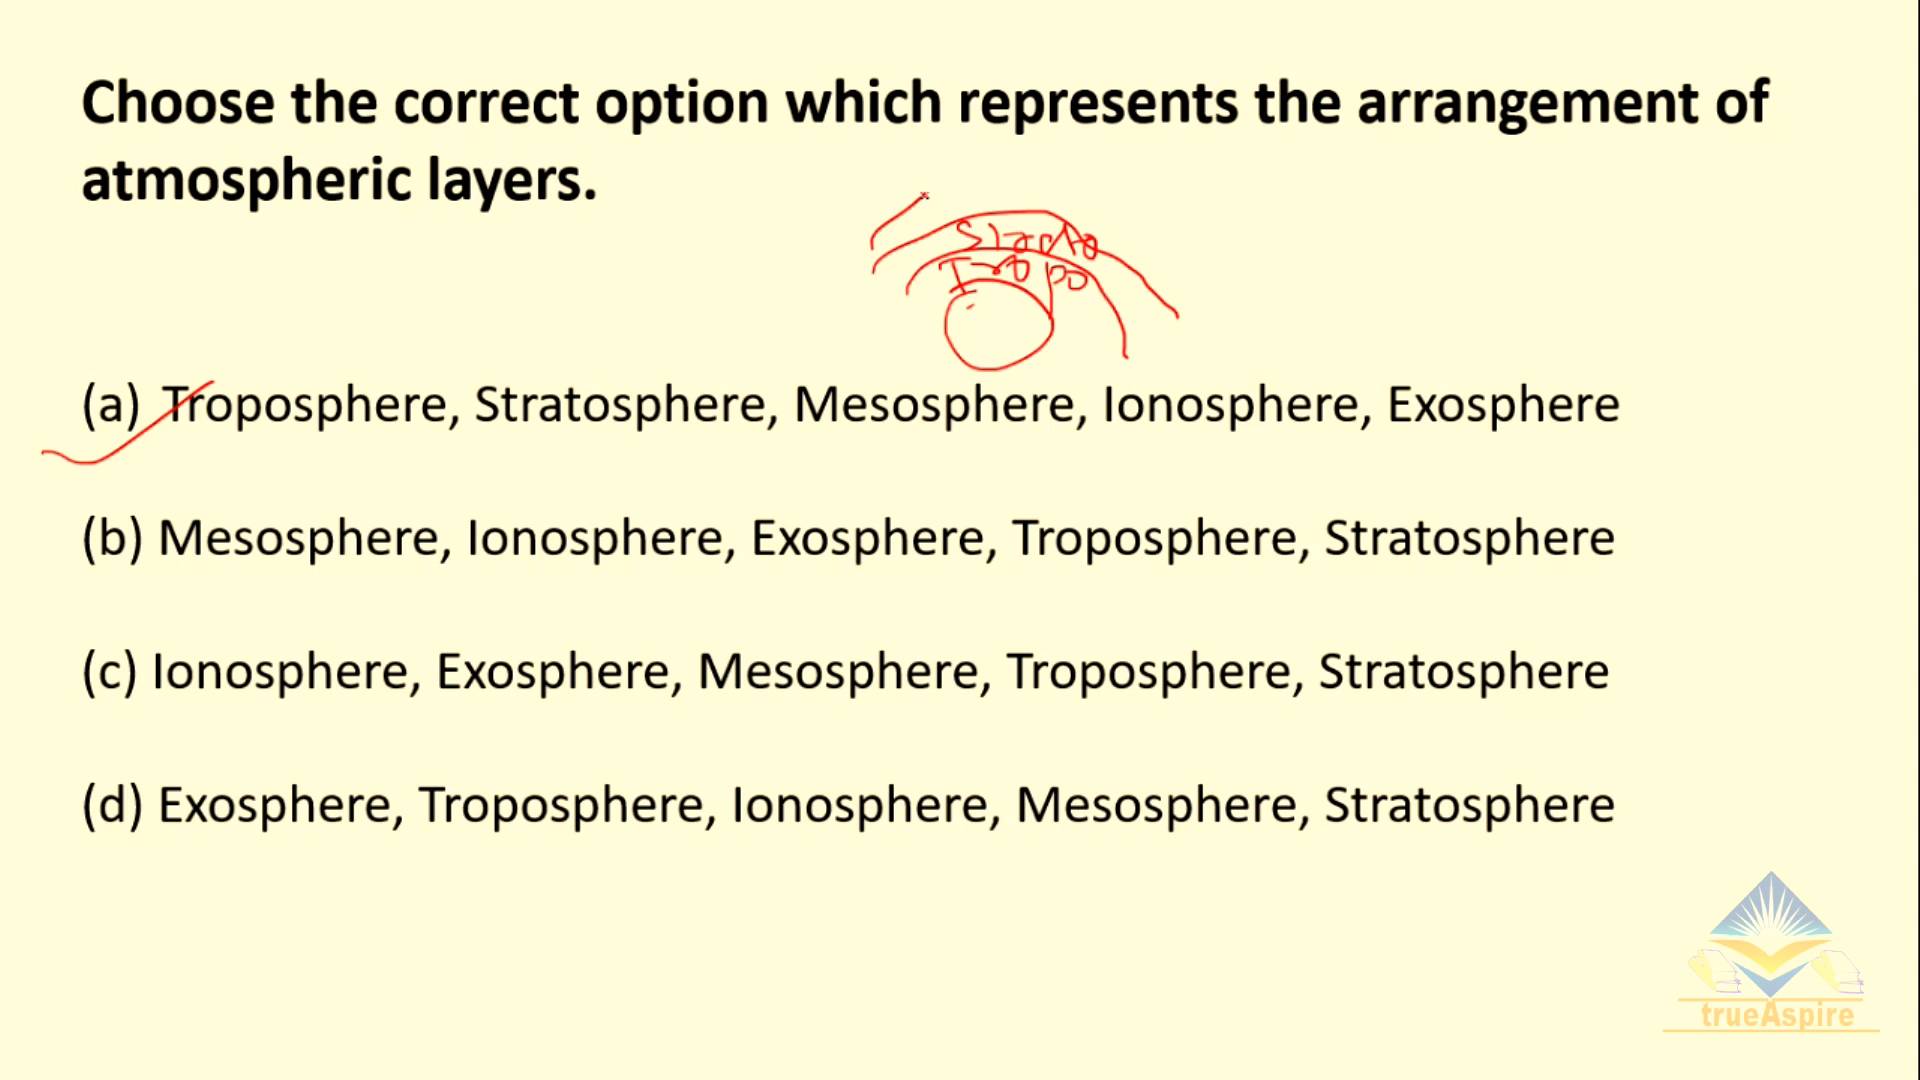 Choose the correct option which represents the arrangement of
atmospheric layers.
Tropo
(a) Troposphere, Stratosphere, Mesosphere, Ionosphere, Exosphere
(b) Mesosphere, Ionosphere, Exosphere, Troposphere, Stratosphere
(c) Ionosphere, Exosphere, Mesosphere, Troposphere, Stratosphere
(d) Exosphere, Troposphere, Ionosphere, Mesosphere, Stratosphere
trueAspire